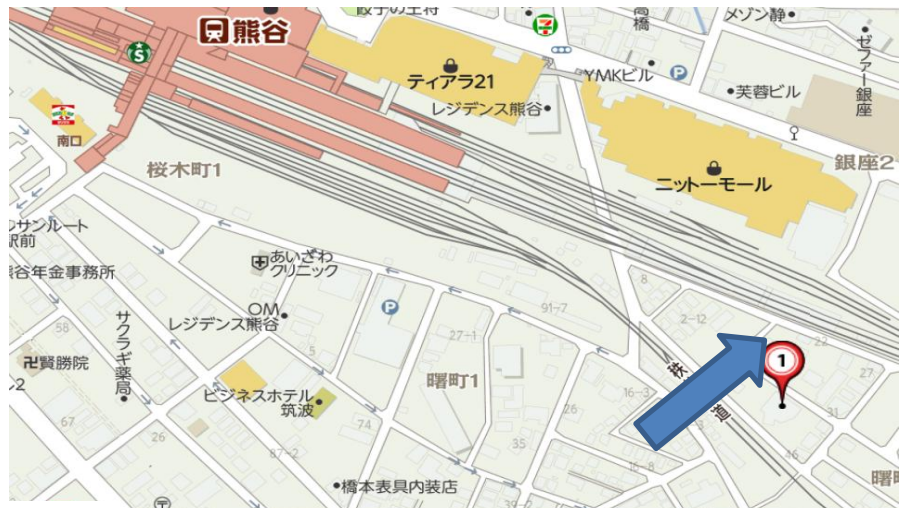 熊谷
餃子の王将
高橋
メゾン静
ティアラ21
YMKビル
レジデンス熊谷
芙蓉ビル
ゼファー銀座
南口
桜木町1
ニットーモール
銀座2
サンルート
駅前
あいざわ
クリニック
谷年金事務所
OM
レジデンス熊谷
サクラギ薬局
賢勝院
ビジネスホテル
筑波
曙町1
橋本表具内装店
秩
道
曙町
P
P
S
7
1
8
91-7
2-12
22
27
27-1
58
5
16-3
31
67
26
74
26
35
46
87-2
16-8
39-2